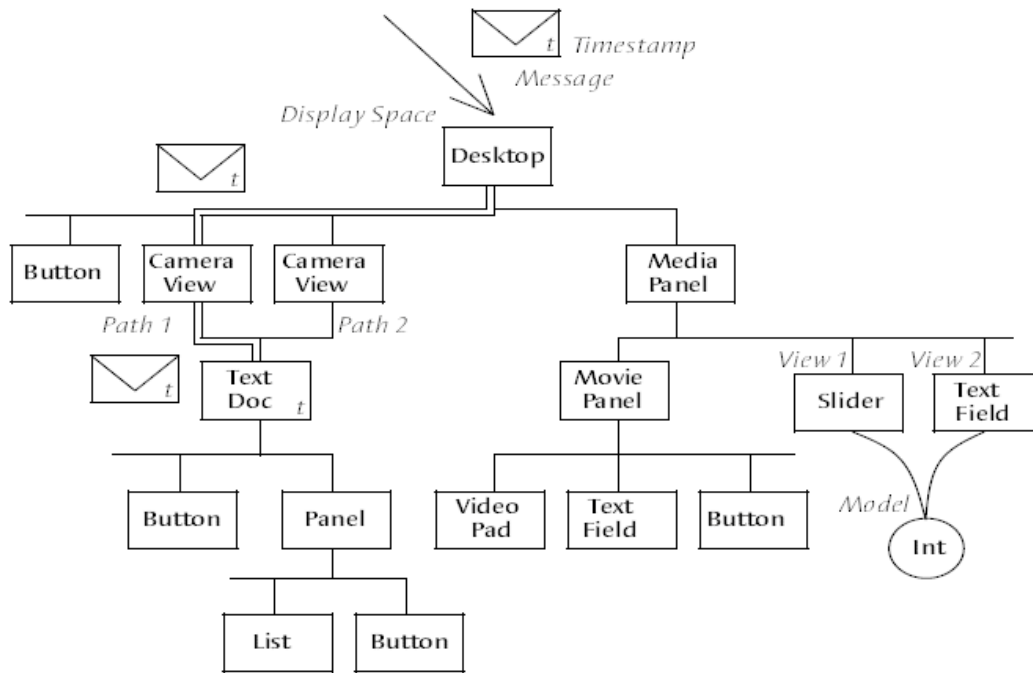 t
Timestamp
Message
Display Space
Desktop
t
Button
Camera
View
Camera
View
Media
Panel
Path 1
Path 2
t
Text
Doc
t
Movie
Panel
View 1
View 2
Slider
Text
Field
Button
Panel
Video
Pad
Text
Field
Button
Model
Int
List
Button